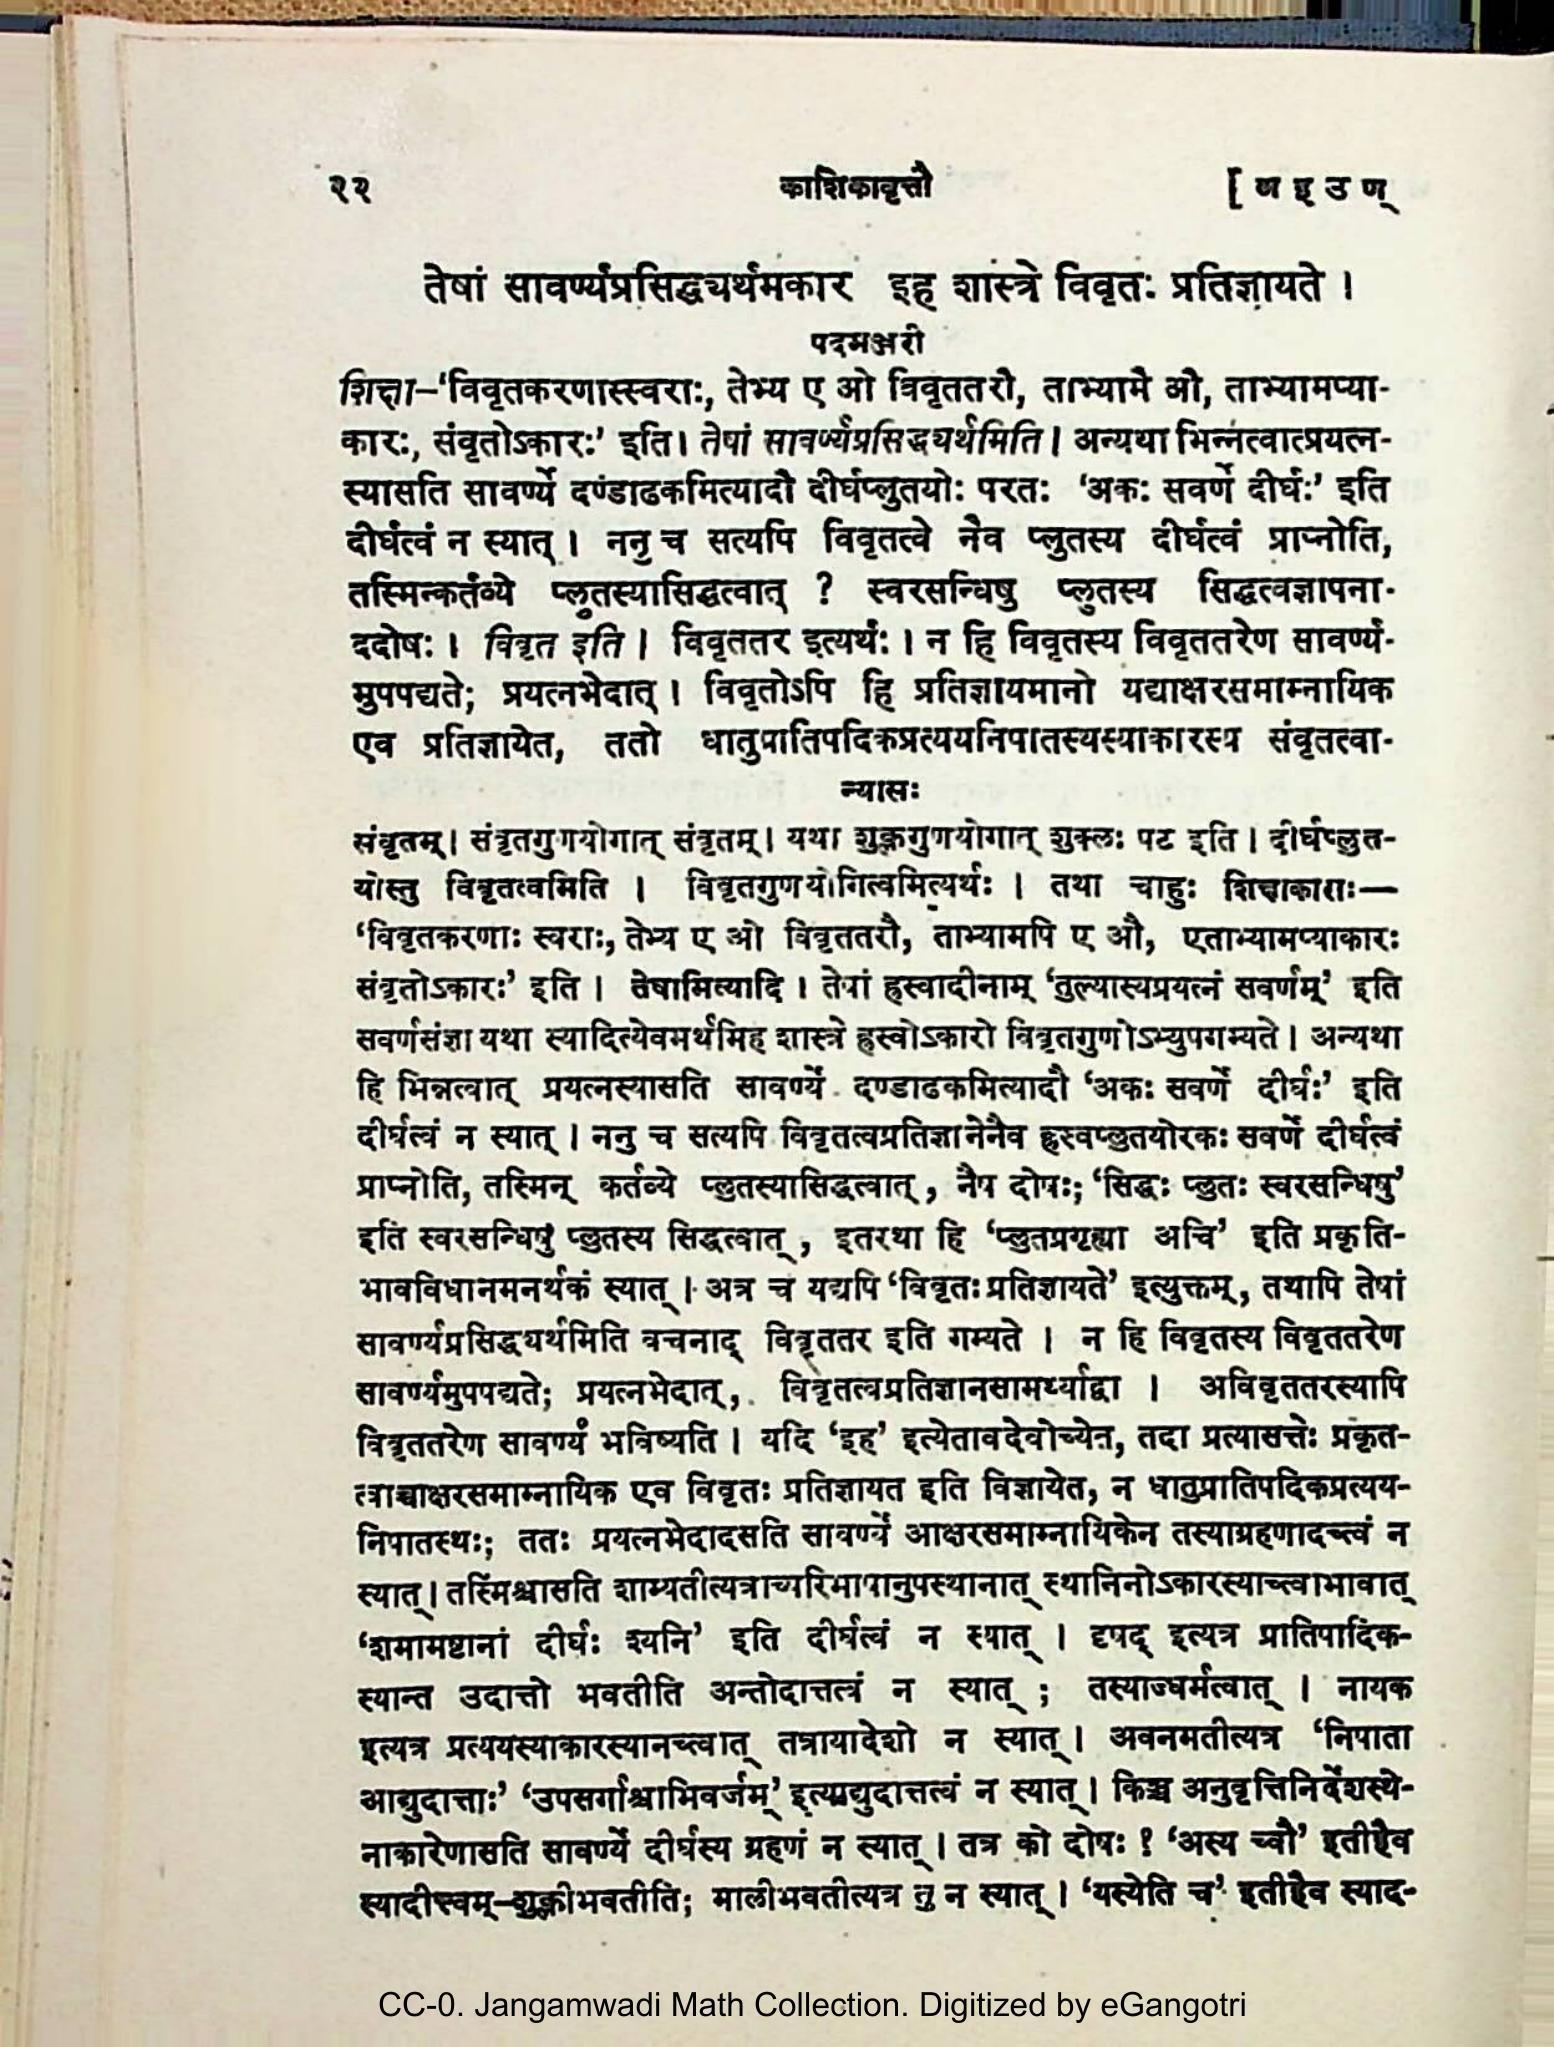 २२ काशिकावृत्तौ [ अ इ उ ण्
तेषां सावर्ण्यप्रसिद्ध्यर्थमकार इह शास्त्रे विवृतः प्रतिज्ञायते ।
पदमञ्जरी
शिक्षा–‘विवृतकरणास्स्वराः, तेभ्य ए ओ विवृततरौ, ताभ्यामै औ, ताभ्यामप्या-
कारः, संवृतोऽकारः’ इति। तेषां सावर्ण्यप्रसिद्ध्यर्थमिति। अन्यथा भिन्नत्वात्प्रयत्न-
स्यासति सावर्ण्ये दण्डाढकमित्यादौ दीर्घप्लुतयोः परतः ‘अकः सवर्णे दीर्घः’ इति
दीर्घत्वं न स्यात् । ननु च सत्यपि विवृतत्वे नैव प्लुतस्य दीर्घत्वं प्राप्नोति,
तस्मिन्कर्तव्ये प्लुतस्यासिद्धत्वात् ? स्वरसन्धिषु प्लुतस्य सिद्धत्वज्ञापना-
ददोषः । विवृत इति । विवृततर इत्यर्थः । न हि विवृतस्य विवृततरेण सावर्ण्य-
मुपपद्यते; प्रयत्नभेदात् । विवृतोऽपि हि प्रतिज्ञायमानो यद्याक्षरसमाम्नायिक
एव प्रतिज्ञायेत, ततो धातुप्रातिपदिकप्रत्ययनिपातस्यस्याकारस्य संवृतत्वा-
न्यासः
संवृतम्। संवृतगुणयोगात् संवृतम्। यथा शुक्लगुणयोगान् शुक्लः पट इति । दीर्घप्लुत-
योस्तु विवृतत्वमिति । विवृतगुणयोगित्वमित्यर्थः । तथा चाहुः शिक्षाकाराः—
‘विवृतकरणाः स्वराः, तेभ्य ए ओ विवृततरौ, ताभ्यामपि ए औ, एताभ्यामप्याकारः
संवृतोऽकारः’ इति । तेषामित्यादि । तेषां ह्रस्वादीनाम् ‘तुल्यास्यप्रयत्नं सवर्णम्’ इति
सवर्णसंज्ञा यथा स्यादित्येवमर्थमिह शास्त्रे ह्रस्वोऽकारो विवृतगुणोऽभ्युपगम्यते। अन्यथा
हि भिन्नत्वात् प्रयत्नस्यासति सावर्ण्ये दण्डाढकमित्यादौ ‘अकः सवर्णे दीर्घः’ इति
दीर्घत्वं न स्यात् । ननु च सत्यपि विवृतत्वप्रतिज्ञानेनैव ह्रस्वप्लुतयोरकः सवर्णे दीर्घत्वं
प्राप्नोति, तस्मिन् कर्तव्ये प्लुतस्यासिद्धत्वात् , नैष दोषः; ‘सिद्धः प्लुतः स्वरसन्धिषु’
इति स्वरसन्धिषु प्लुतस्य सिद्धत्वात् , इतरथा हि ‘प्लुतप्रगृह्या अचि’ इति प्रकृति-
भावविधानमनर्थकं स्यात् । अत्र च यद्यपि ‘विवृतः प्रतिज्ञायते’ इत्युक्तम्, तथापि तेषां
सावर्ण्यप्रसिद्ध्यर्थमिति वचनाद् विवृततर इति गम्यते । न हि विवृतस्य विवृततरेण
सावर्ण्यमुपपद्यते; प्रयत्नभेदात्, विवृतत्वप्रतिज्ञानसामर्थ्याद्वा । अविवृततरस्यापि
विवृततरेण सावर्ण्यं भविष्यति । यदि ‘इह’ इत्येतावदेवोच्येत, तदा प्रत्यासत्तेः प्रकृत-
त्वाच्चाक्षरसमाम्नायिक एव विवृतः प्रतिज्ञायत इति विज्ञायेत, न धातुप्रातिपदिकप्रत्यय-
निपातस्थः; ततः प्रयत्नभेदादसति सावर्ण्ये आक्षरसमाम्नायिकेन तस्याग्रहणादच्त्वं न
स्यात्। तस्मिंश्चासति शाम्यतीत्यत्राच्परिभाषानुपस्थानात् स्थानिनोऽकारस्याच्त्वाभावात्
‘शमामष्टानां दीर्घः श्यनि’ इति दीर्घत्वं न स्यात् । दृषद् इत्यत्र प्रातिपदिक-
स्यान्त उदात्तो भवतीति अन्तोदात्तत्वं न स्यात् ; तस्याज्धर्मत्वात् । नायक
इत्यत्र प्रत्ययस्याकारस्यानच्त्वात् तत्रायादेशो न स्यात्। अवनमतीत्यत्र ‘निपाता
आद्युदात्ताः’ ‘उपसर्गाश्चाभिवर्जम्’ इत्याद्युदात्तत्वं न स्यात् । किञ्च अनुवृत्तिनिर्देशस्थे-
नाकारेणासति सावर्ण्ये दीर्घस्य ग्रहणं न स्यात् । तत्र को दोषः ? ‘अस्य च्वौ’ इतीहैव
स्यादीत्त्वम्–शुक्लीभवतीति; मालीभवतीत्यत्र तु न स्यात् । ‘यस्येति च’ इतीहैव स्याद-
CC-0. Jangamwadi Math Collection. Digitized by eGangotri